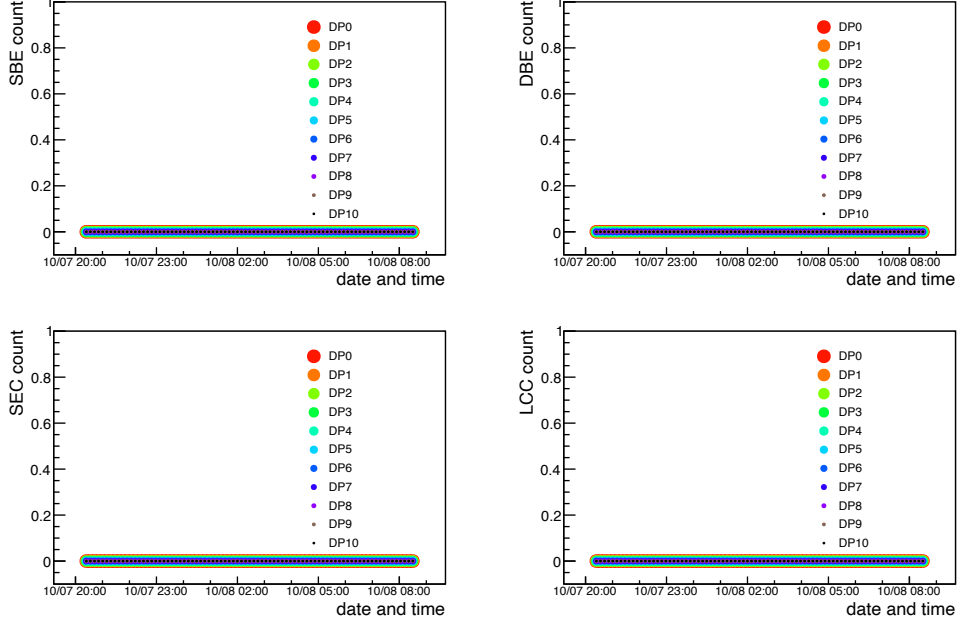 SBE count
1
0.8
0.6
0.4
0.2
0
DP0
DP1
DP2
DP3
DP4
DP5
DP6
DP7
DP8
DP9
DP10
10/07 20:00 10/07 23:00 10/08 02:00 10/08 05:00 10/08 08:00
date and time
DBE count
1
0.8
0.6
0.4
0.2
0
DP0
DP1
DP2
DP3
DP4
DP5
DP6
DP7
DP8
DP9
DP10
10/07 20:00 10/07 23:00 10/08 02:00 10/08 05:00 10/08 08:00
date and time
SEC count
1
0.8
0.6
0.4
0.2
0
DP0
DP1
DP2
DP3
DP4
DP5
DP6
DP7
DP8
DP9
DP10
10/07 20:00 10/07 23:00 10/08 02:00 10/08 05:00 10/08 08:00
date and time
LCC count
1
0.8
0.6
0.4
0.2
0
DP0
DP1
DP2
DP3
DP4
DP5
DP6
DP7
DP8
DP9
DP10
10/07 20:00 10/07 23:00 10/08 02:00 10/08 05:00 10/08 08:00
date and time